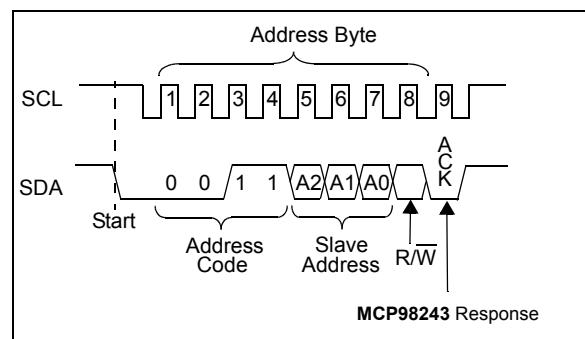 Address Byte
SCL
1 2 3 4 5 6 7 8 9
SDA
0 0 1 1 A2 A1 A0
ACK
Start
Address
Code
Slave
Address
R/W̅
MCP98243 Response